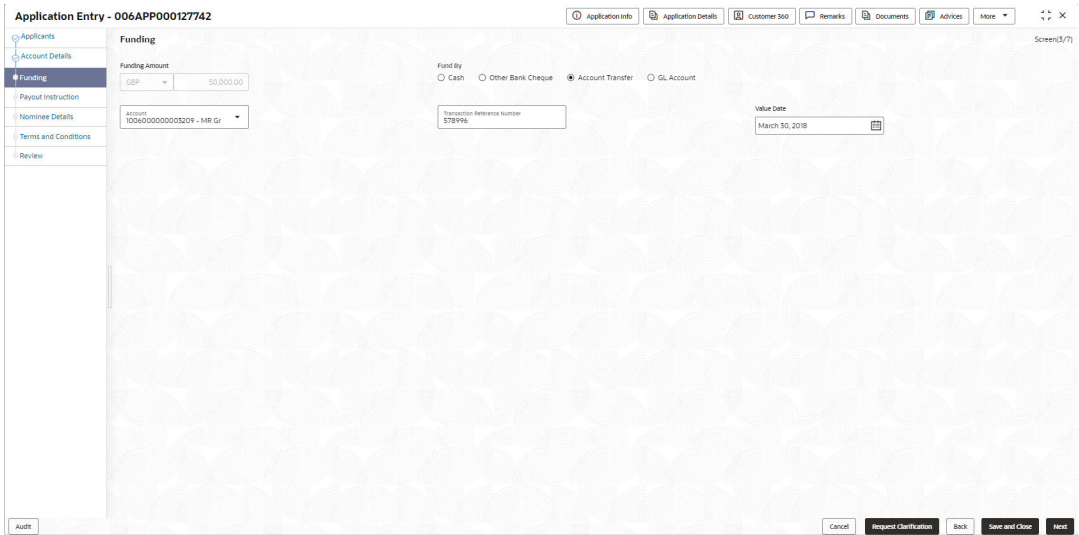 Application Entry - 006APP000127742
Application Info
Application Details
Customer 360
Remarks
Documents
Advices
More
Applicants
Account Details
Funding
Payout Instruction
Nominee Details
Terms and Conditions
Review
Funding
Screen(3/7)
Funding Amount
GBP
50,000.00
Fund By
Cash
Other Bank Cheque
Account Transfer
GL Account
Account
1006000000003209 - MR Gr
Transaction Reference Number
578996
Value Date
March 30, 2018
Audit
Cancel
Request Clarification
Back
Save and Close
Next